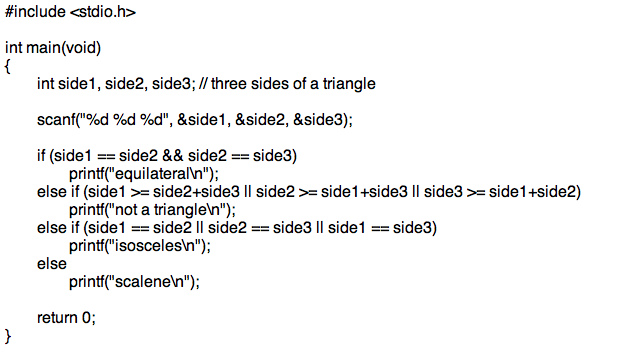 #include <stdio.h>
int main(void)
{
int side1, side2, side3; // three sides of a triangle
scanf("%d %d %d", &side1, &side2, &side3);
if (side1 == side2 && side2 == side3)
printf("equilateral\n");
else if (side1 >= side2+side3 || side2 >= side1+side3 || side3 >= side1+side2)
printf("not a triangle\n");
else if (side1 == side2 || side2 == side3 || side1 == side3)
printf("isosceles\n");
else
printf("scalene\n");
return 0;
}